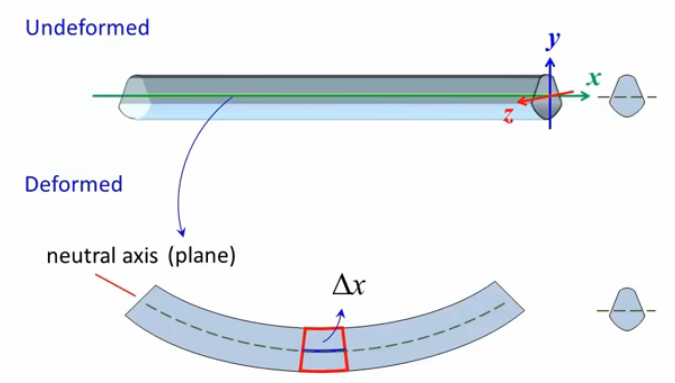 Undeformed
y
x
z
Deformed
neutral axis (plane)
Δx